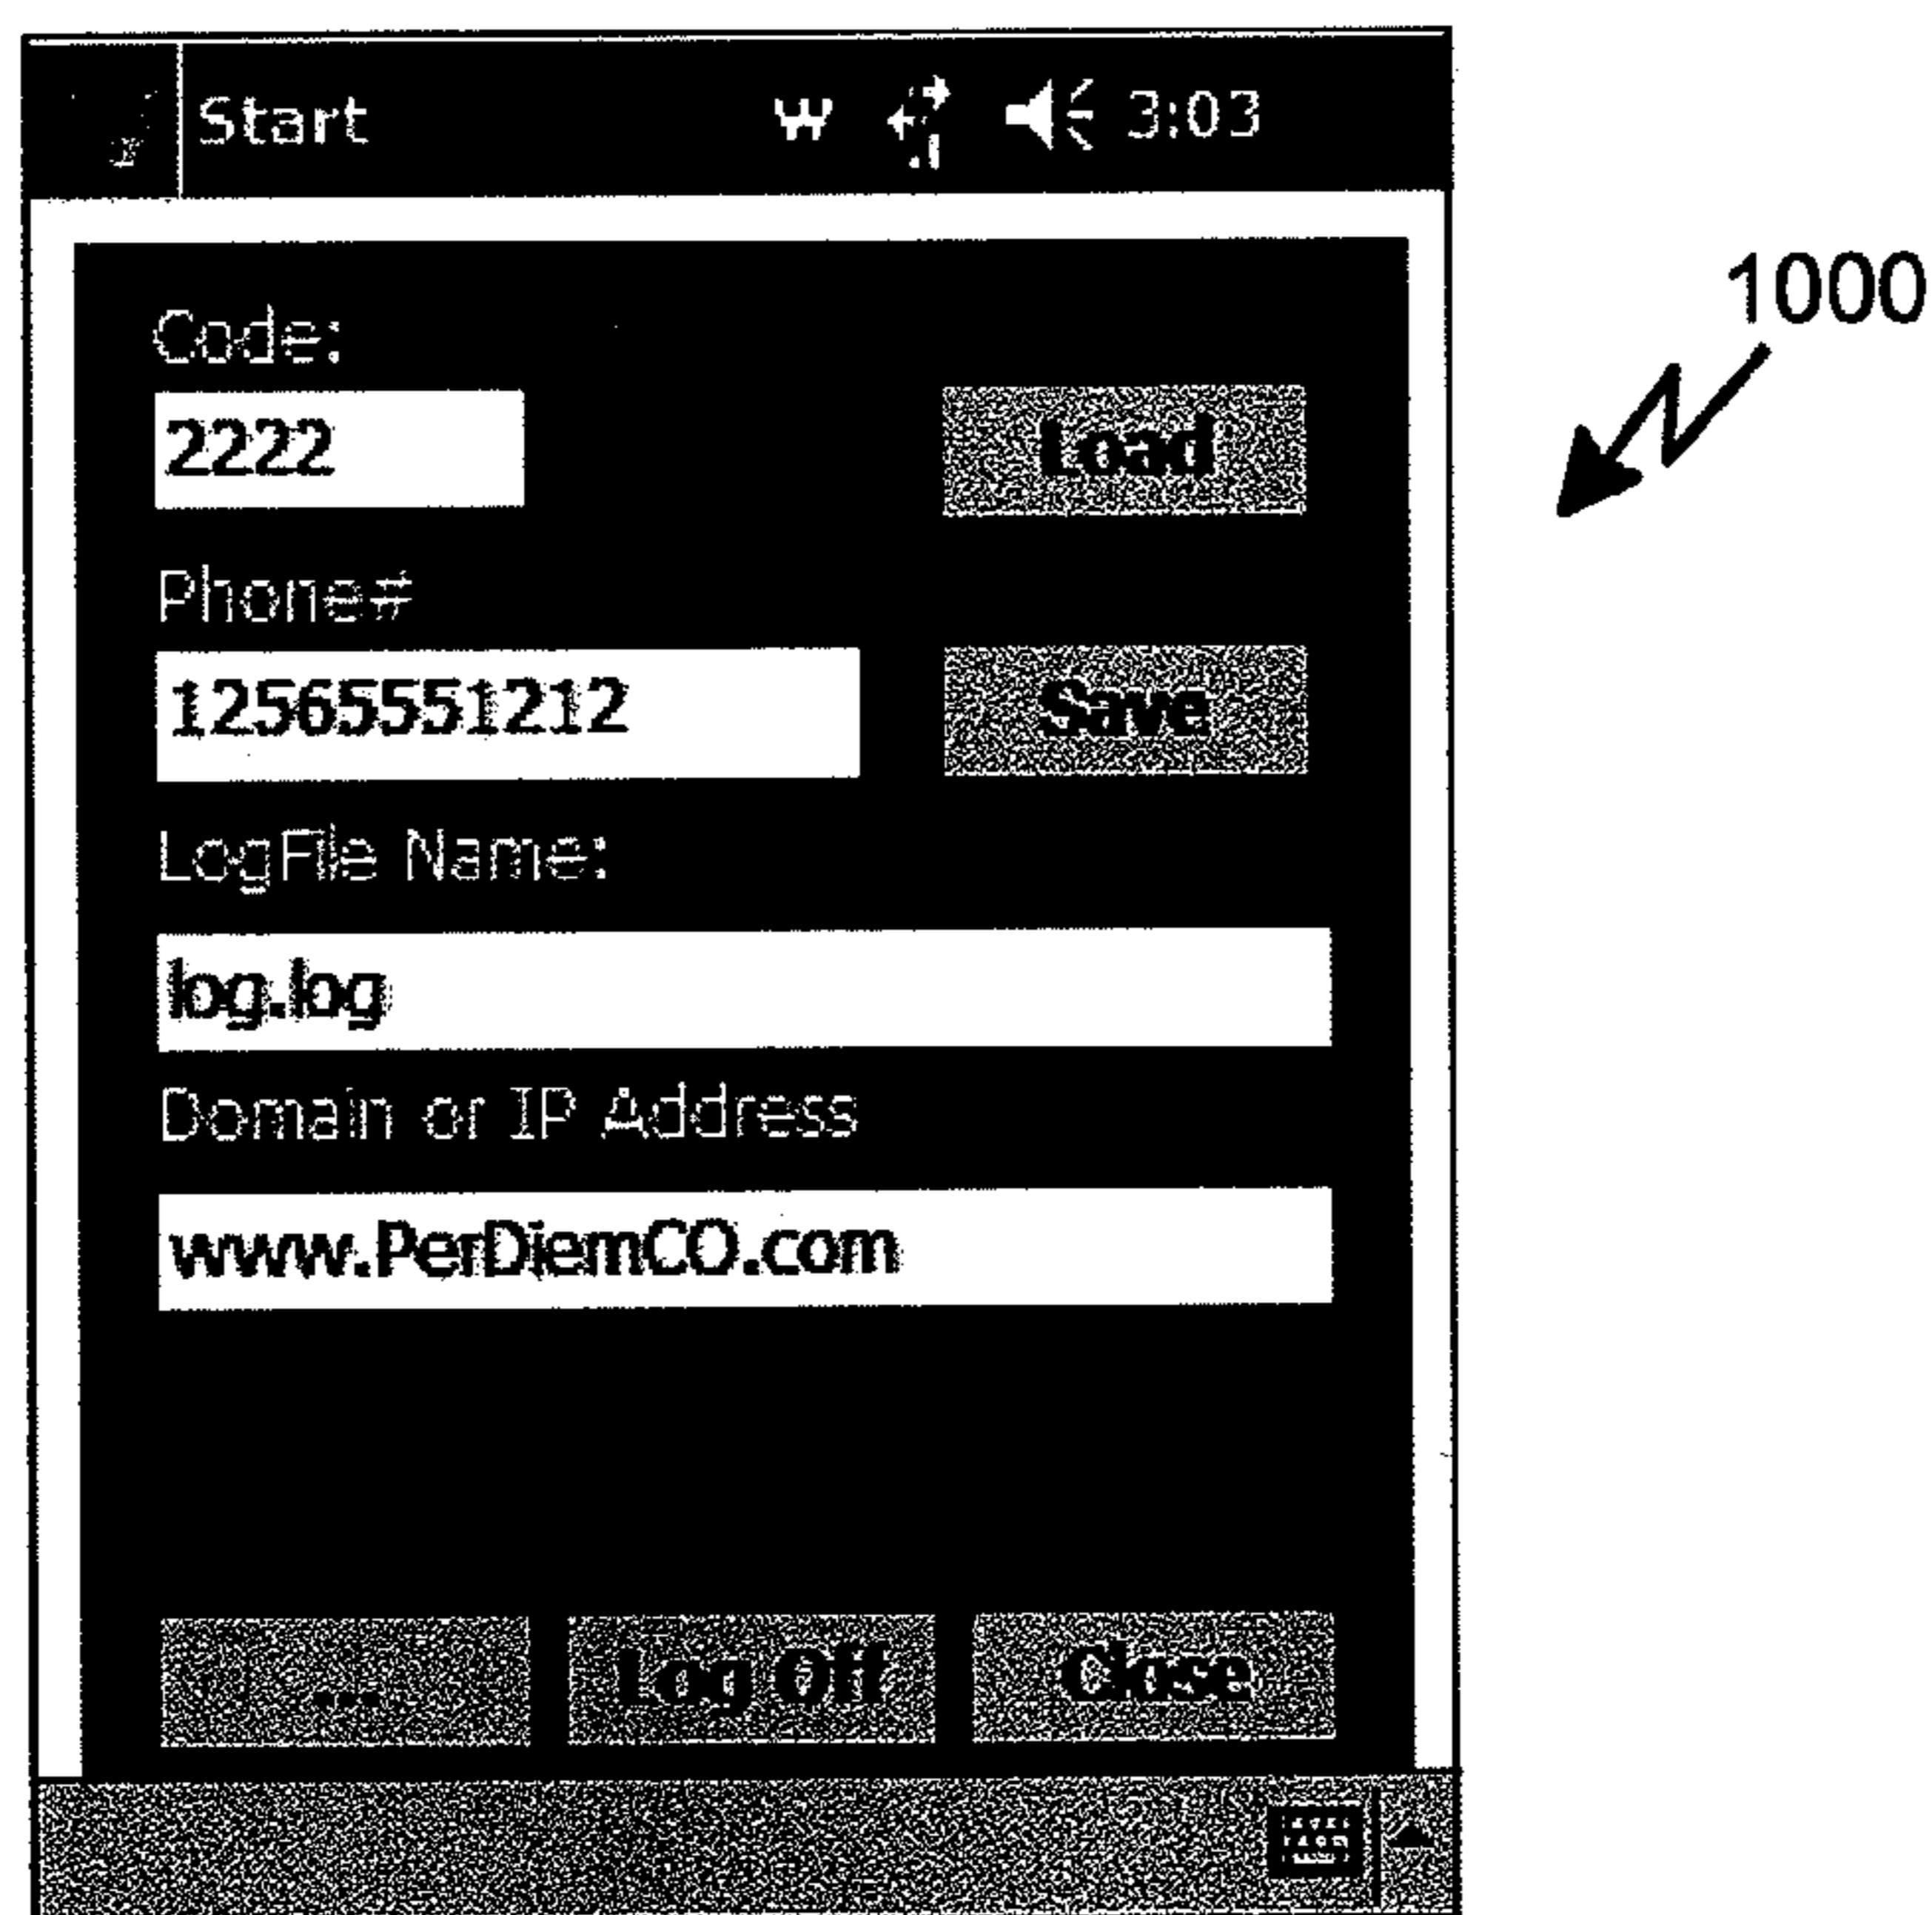 Start 3:03
1000
Code:
2222
Load
Phone#
12565551212
Save
LogFile Name:
log.log
Domain or IP Address
www.PerDiemCO.com
... Log Off Close